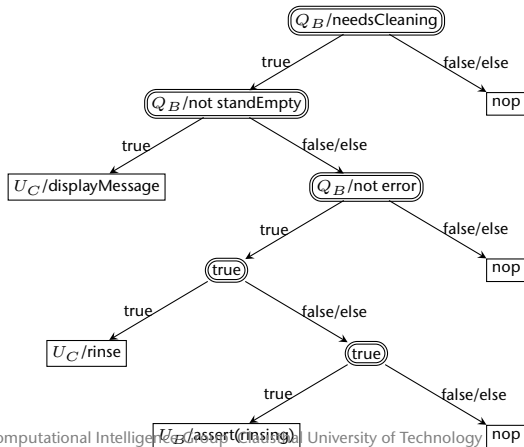 Q_B/needsCleaning
true
false/else
Q_B/not standEmpty
nop
true
false/else
U_C/displayMessage
Q_B/not error
true
false/else
true
nop
true
false/else
U_C/rinse
true
true
false/else
U_B/assert(rinsing)
nop
omputational Intelligence Group Clausthal University of Technology